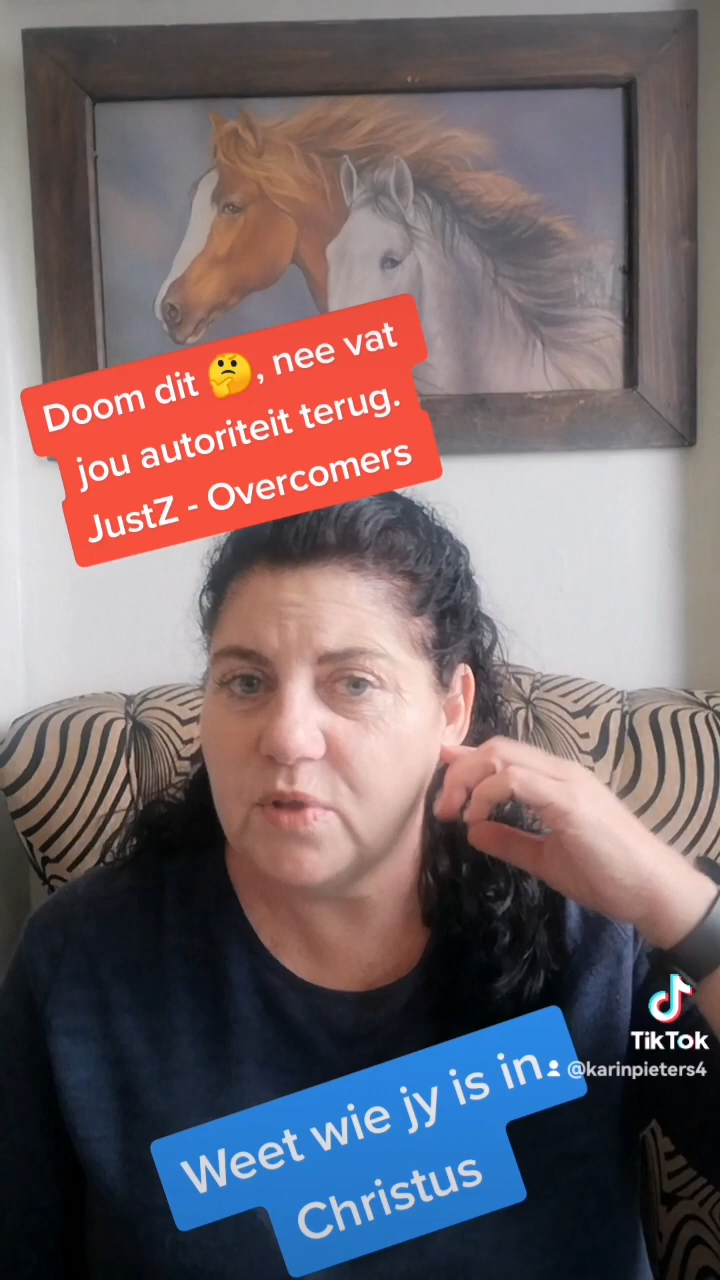 Doom dit 🤔, nee vat
jou autoriteit terug.
JustZ - Overcomers
TikTok
@karinpieters4
Weet wie jy is in
Christus